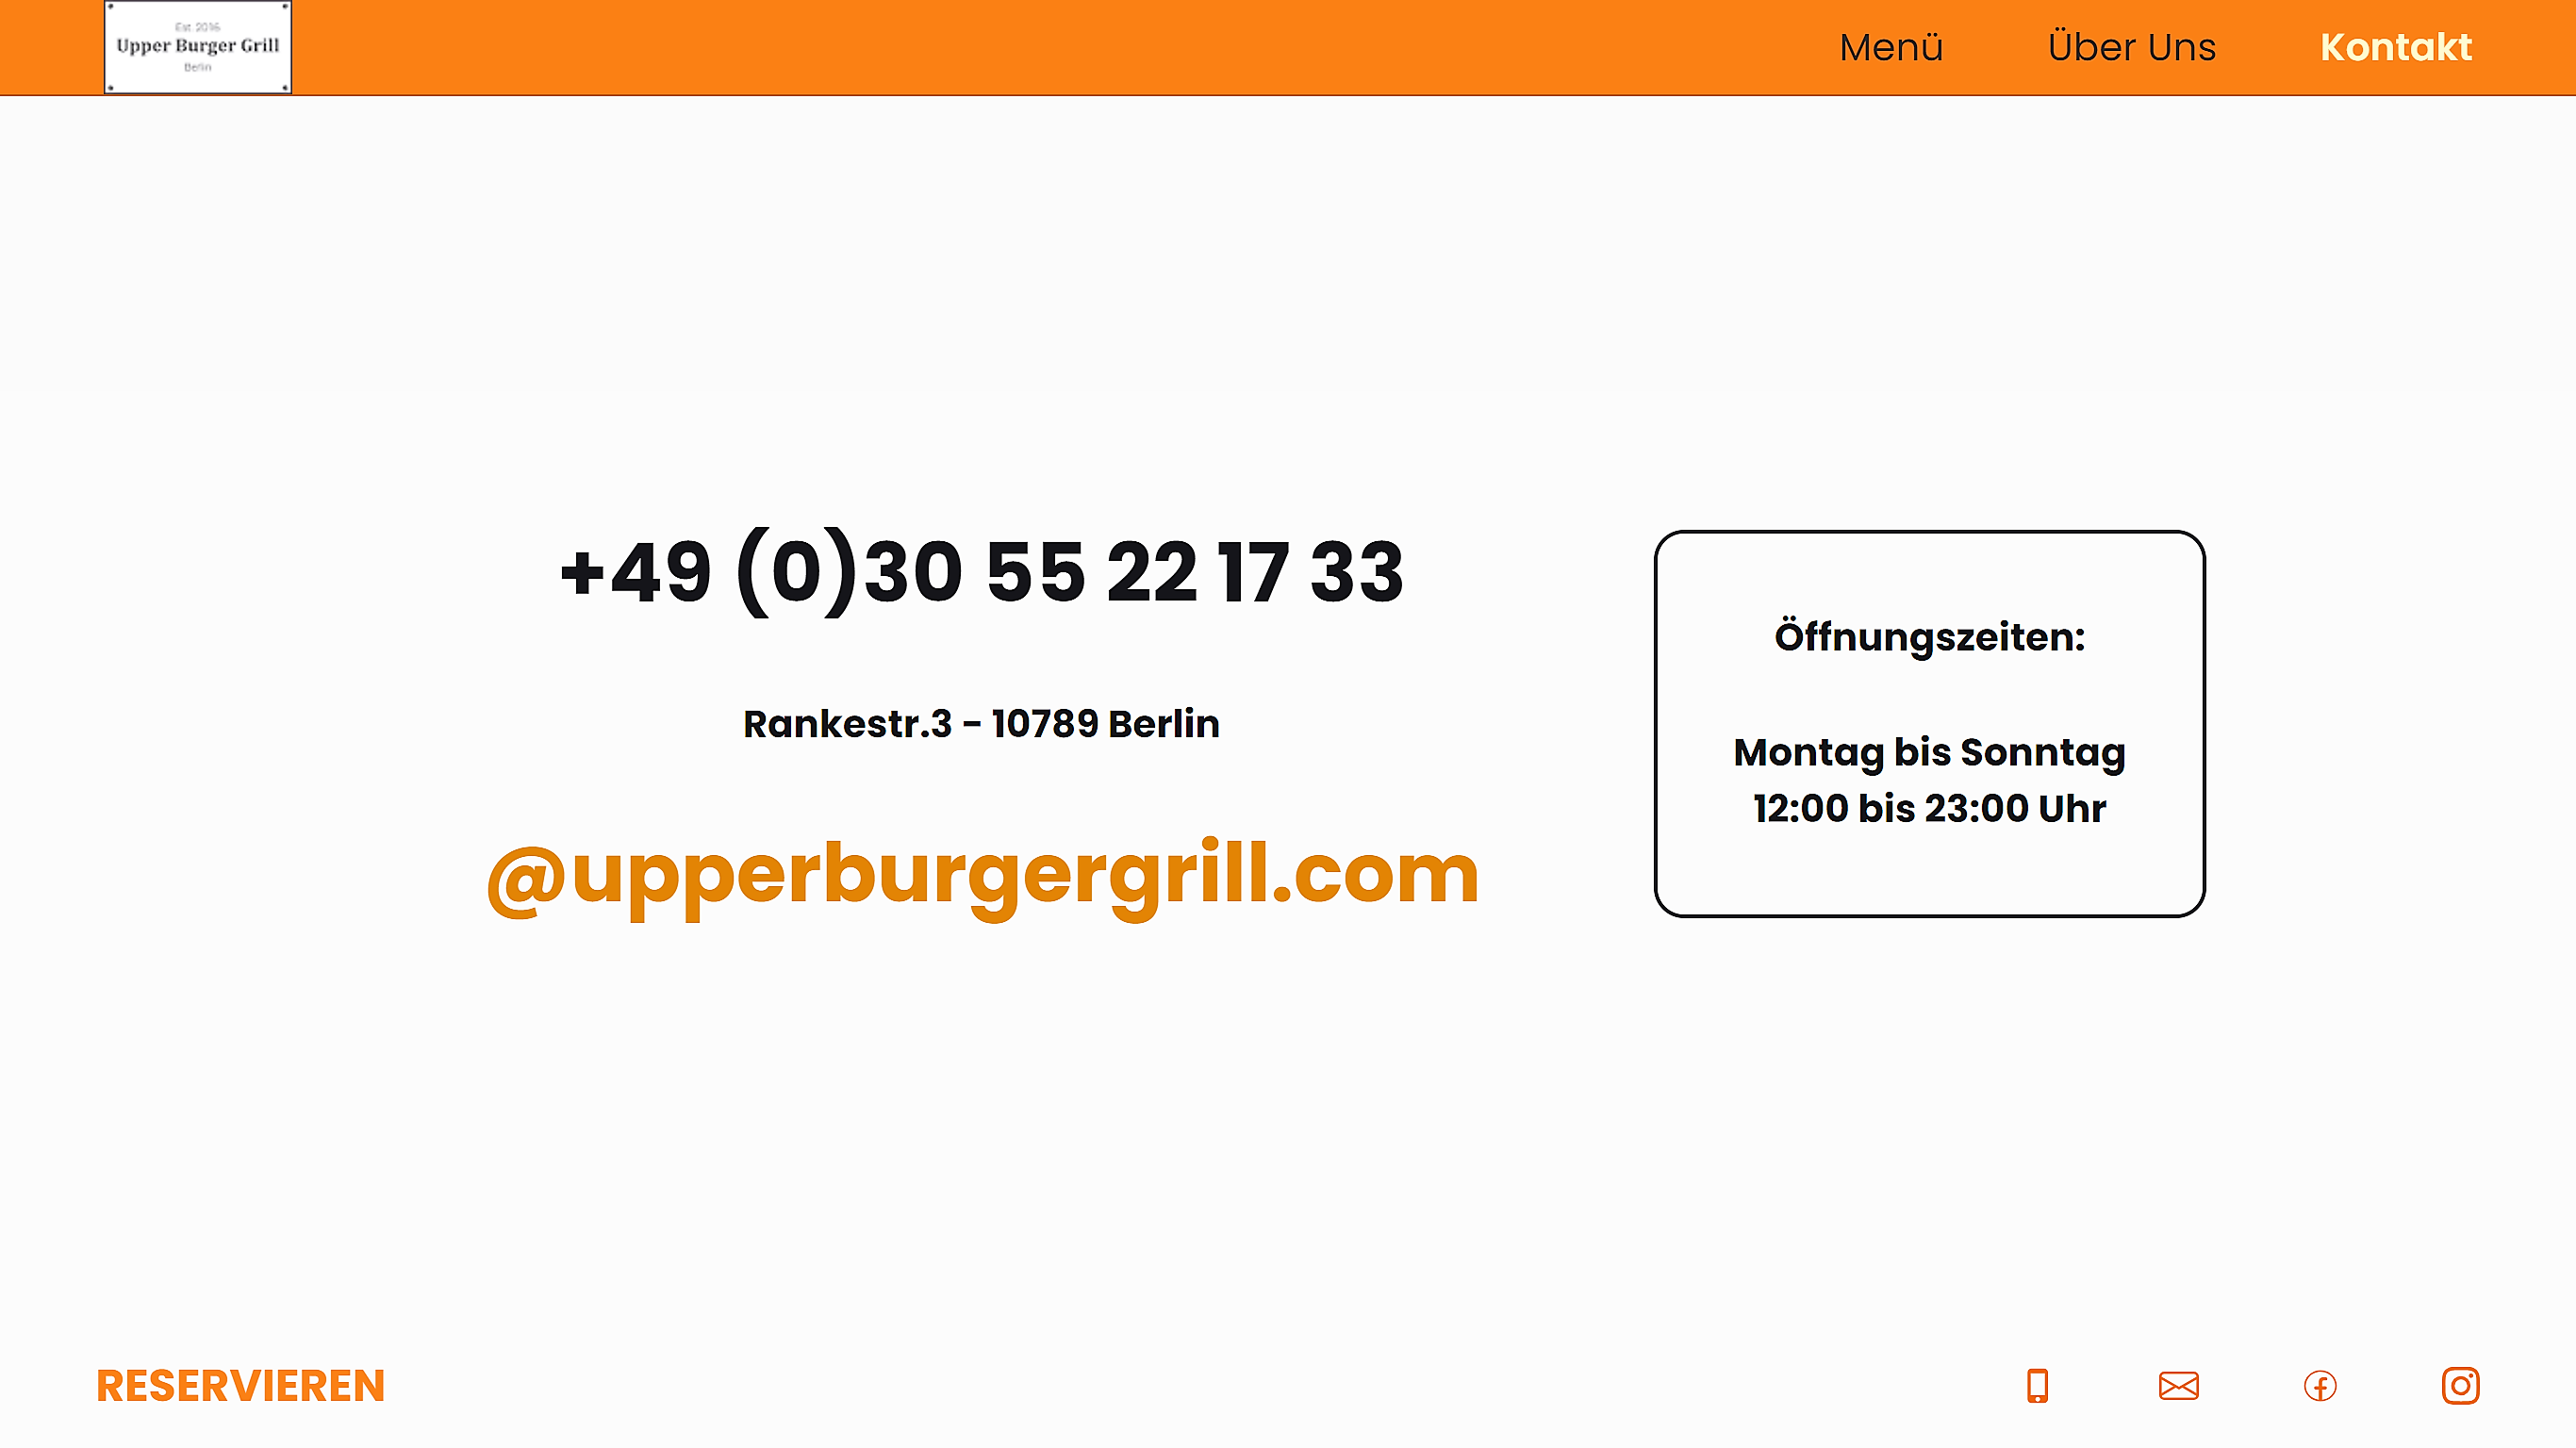 Est. 2016
Upper Burger Grill
Berlin
Menü
Über Uns
Kontakt
+49 (0)30 55 22 17 33
Rankestr.3 - 10789 Berlin
@upperburgergrill.com
Öffnungszeiten:
Montag bis Sonntag
12:00 bis 23:00 Uhr
RESERVIEREN